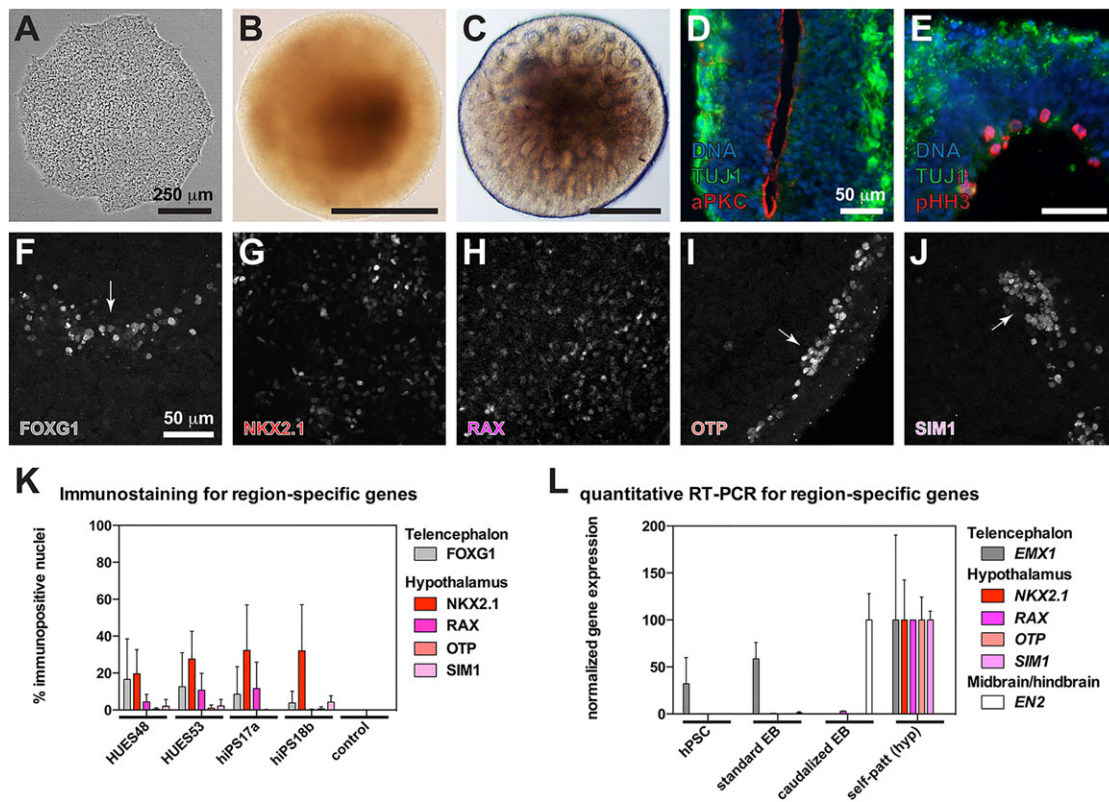 A
250 µm
B
C
D
DNA
TUJ1
aPKC
50 µm
E
DNA
TUJ1
pHH3
F
FOXG1
50 µm
G
NKX2.1
H
RAX
I
OTP
J
SIM1
K Immunostaining for region-specific genes
% immunopositive nuclei
100
80
60
40
20
0
HUES48
HUES53
hiPS17a
hiPS18b
control
Telencephalon
FOXG1
Hypothalamus
NKX2.1
RAX
OTP
SIM1
L quantitative RT-PCR for region-specific genes
normalized gene expression
200
150
100
50
0
hPSC
standard EB
caudalized EB
self-patt (hyp)
Telencephalon
EMX1
Hypothalamus
NKX2.1
RAX
OTP
SIM1
Midbrain/hindbrain
EN2